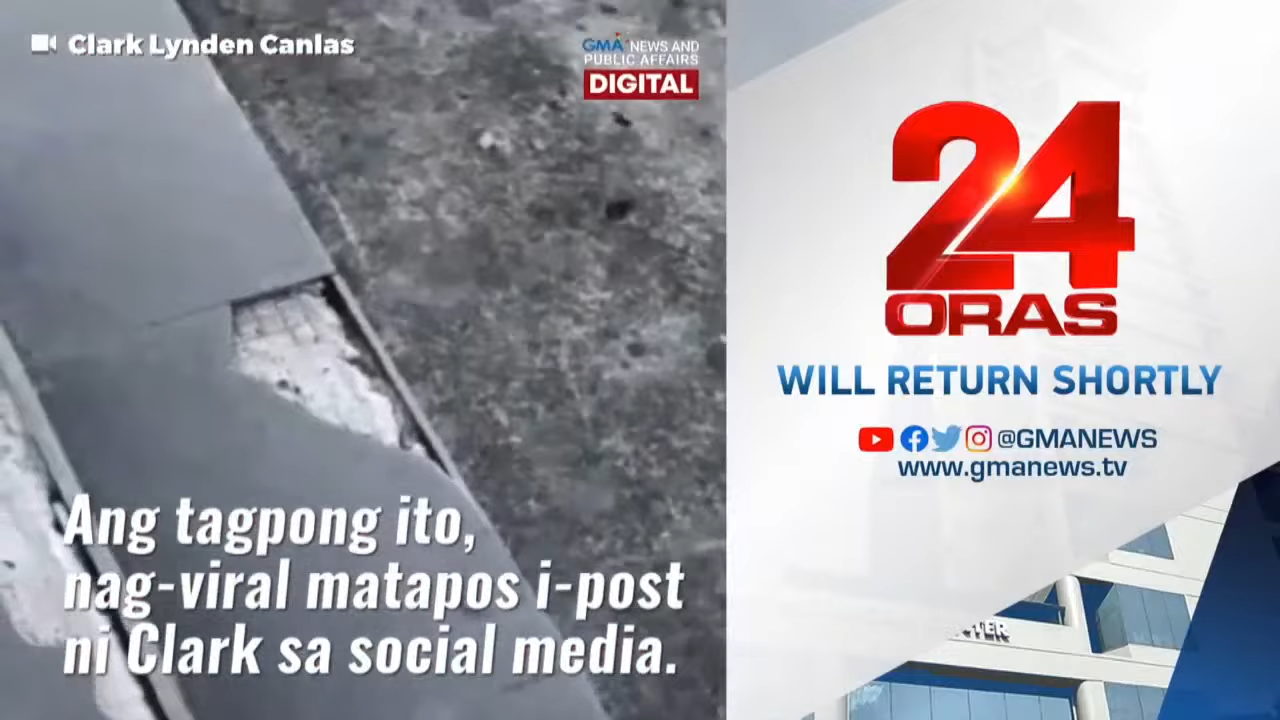 Clark Lynden Canlas
GMA NEWS AND
PUBLIC AFFAIRS
DIGITAL
Ang tagpong ito,
nag-viral matapos i-post
ni Clark sa social media.
24
ORAS
WILL RETURN SHORTLY
@GMANEWS
www.gmanews.tv